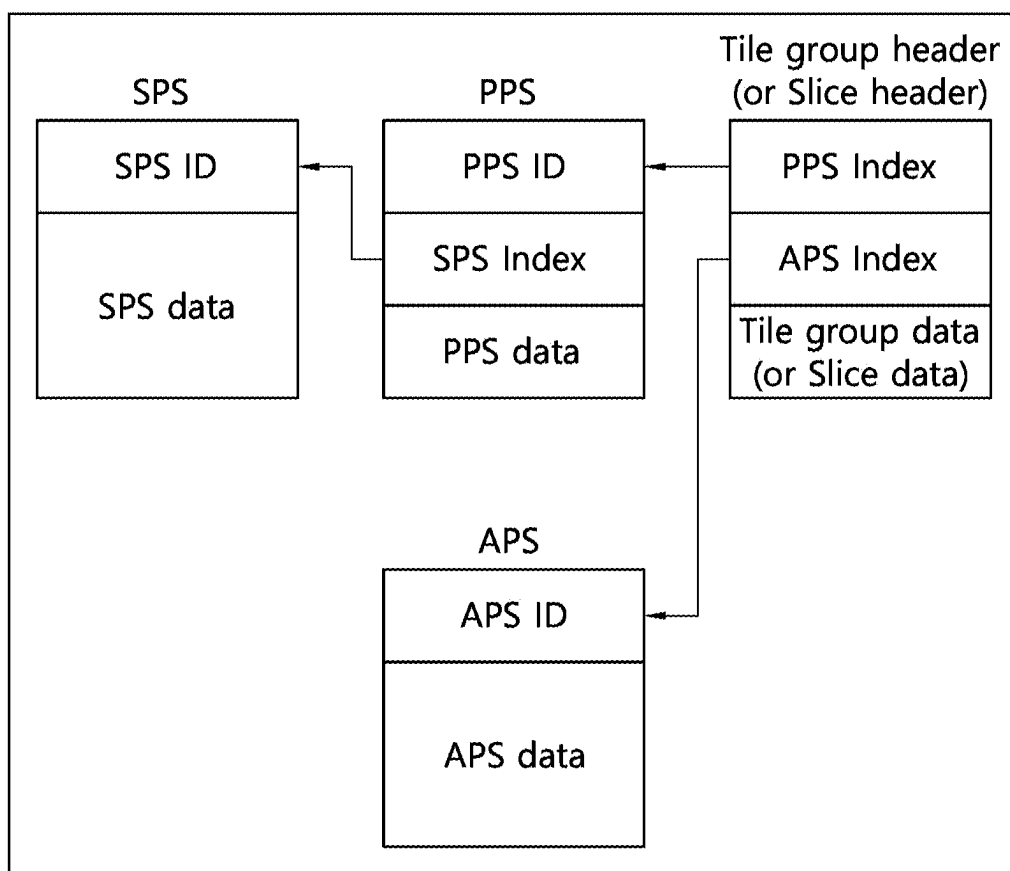 SPS
SPS ID
SPS data
PPS
PPS ID
SPS Index
PPS data
Tile group header
(or Slice header)
PPS Index
APS Index
Tile group data
(or Slice data)
APS
APS ID
APS data